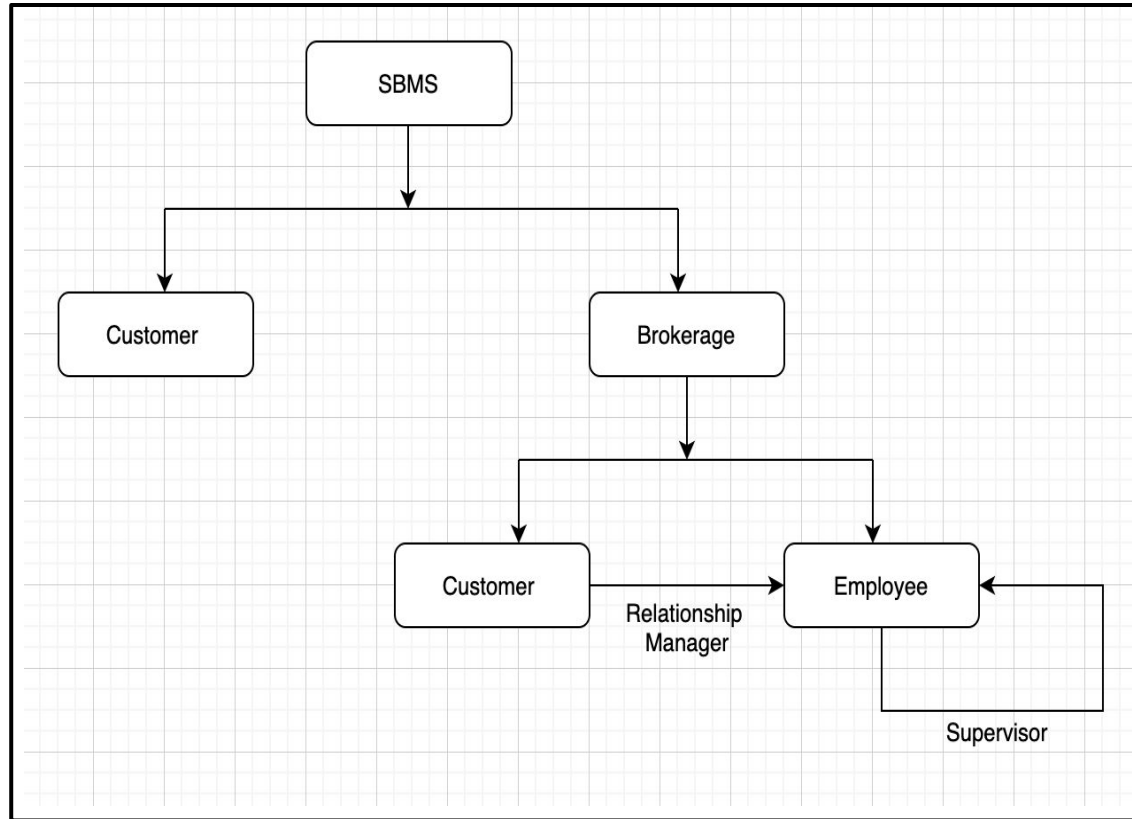 SBMS
Customer
Brokerage
Customer
Employee
Relationship
Manager
Supervisor